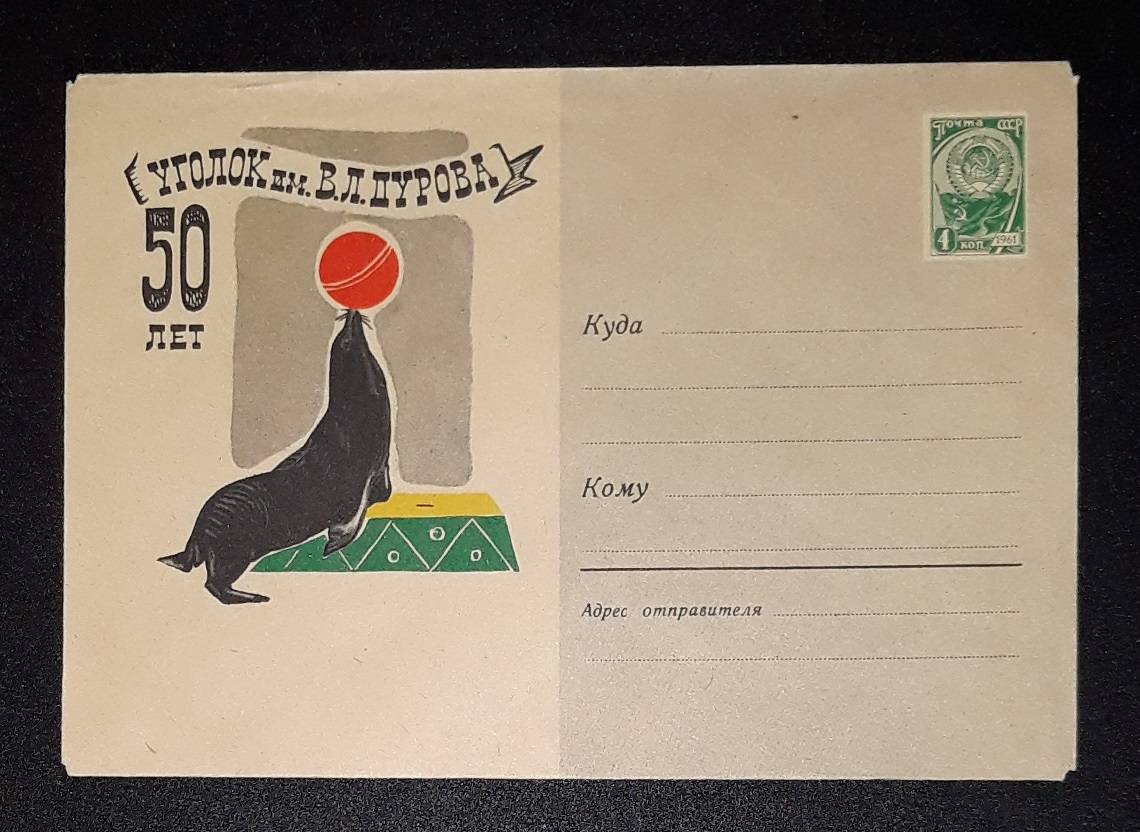 УГОЛОК им. В.Л.ДУРОВА
50
ЛЕТ
Почта СССР
4 коп. 1961
Куда
Кому
Адрес отправителя